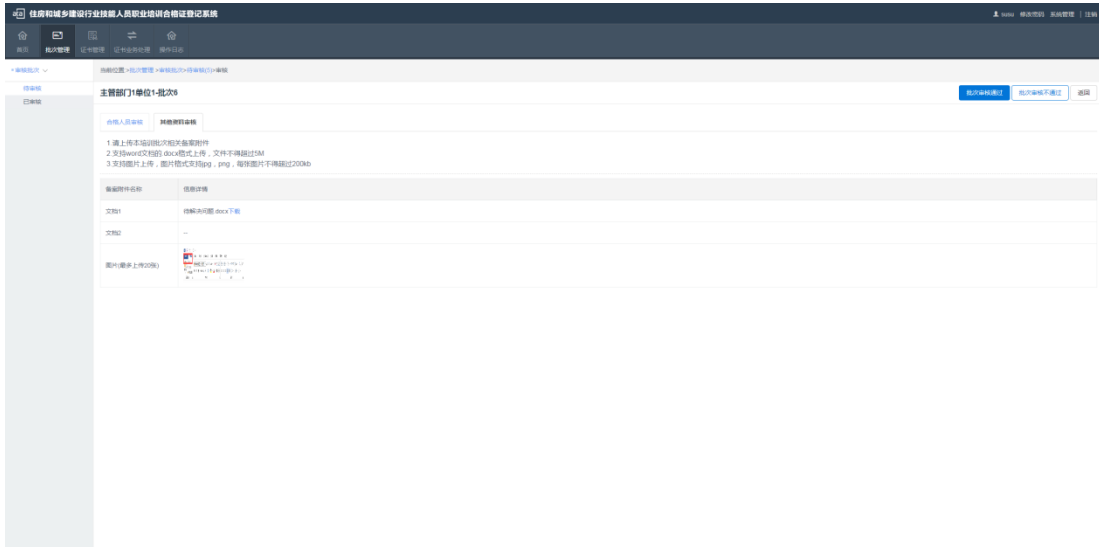 住房和城乡建设行业技能人员职业培训合格证登记系统
susu 修改密码 系统管理 | 注销
首页 批次管理 证书管理 证书业务处理 操作日志
审核批次
当前位置 >批次管理 >审核批次>待审核(6)>审核
待审核
已审核
主管部门1单位1-批次6
批次审核通过 批次审核不通过 返回
合格人员审核 其他资料审核
1.请上传本培训批次相关备案附件
2.支持word文档的.docx格式上传，文件不得超过5M
3.支持图片上传，图片格式支持jpg，png，每张图片不得超过200kb
备案附件名称 信息详情
文档1 待解决问题.docx下载
文档2 --
图片(最多上传20张)